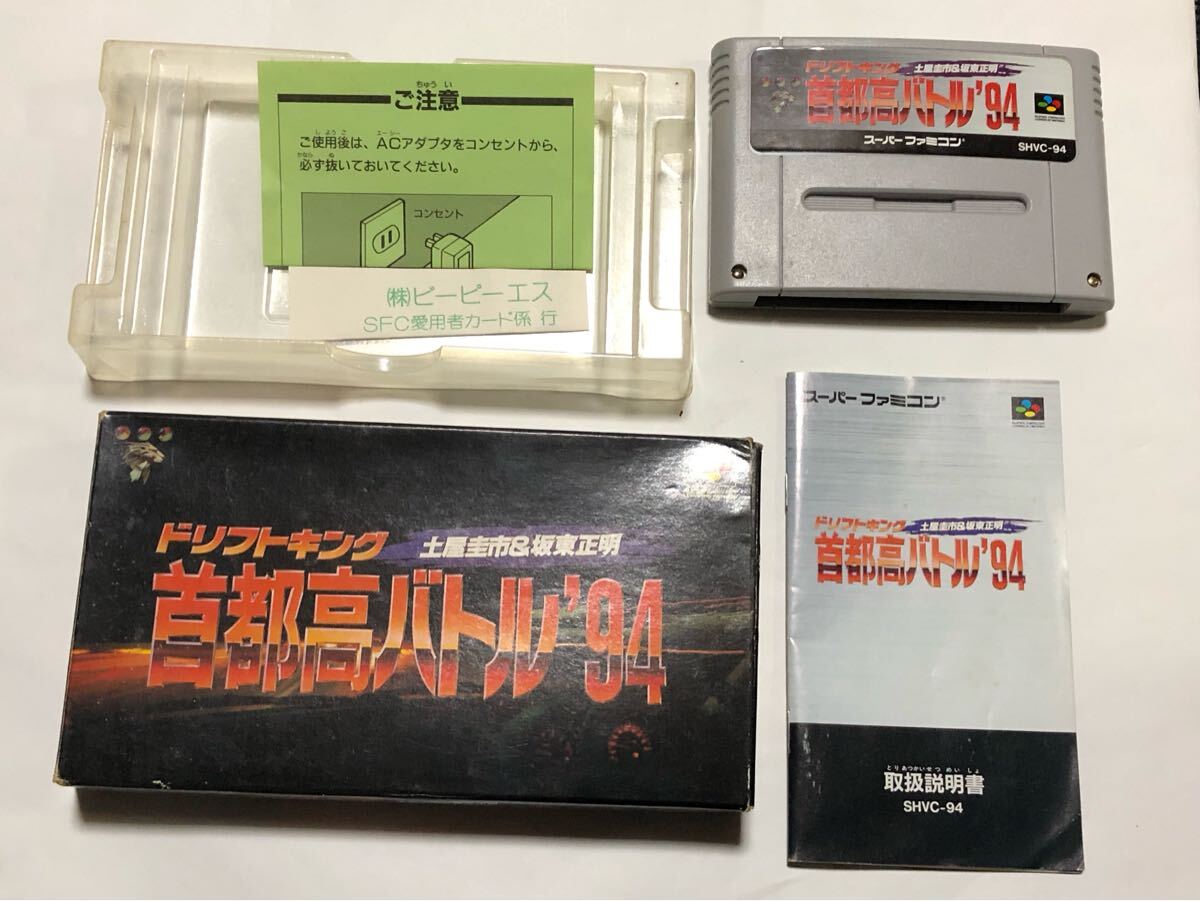 ちゅうい
ご注意
しようご エーシー
ご使用後は、ACアダプタをコンセントから、
かなら ぬ
必ず抜いておいてください。
コンセント
㈱ビーピーエス
SFC愛用者カード係 行
ドリフトキング 土屋圭市&坂東正明
首都高バトル'94
スーパーファミコン
SHVC-94
ドリフトキング 土屋圭市&坂東正明
首都高バトル'94
スーパーファミコン
ドリフトキング 土屋圭市&坂東正明
首都高バトル'94
とりあつかいせつめいしょ
取扱説明書
SHVC-94